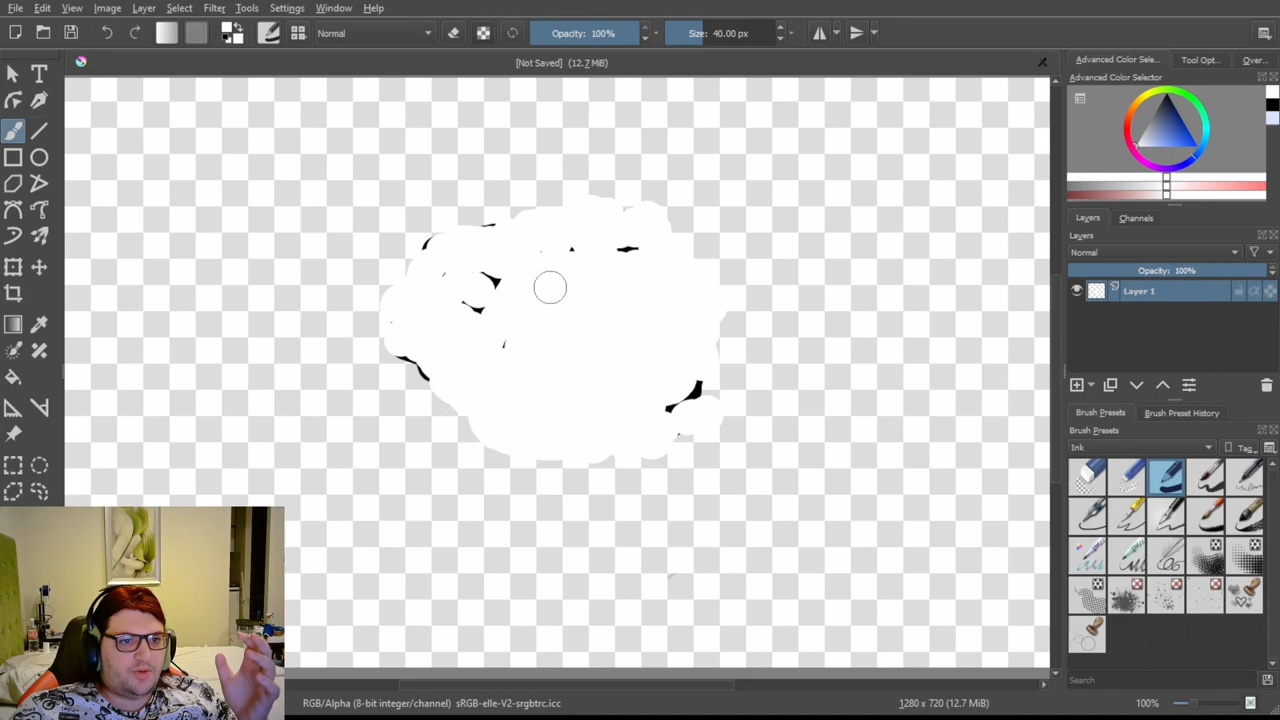 File Edit View Image Layer Select Filter Tools Settings Window Help
Normal Opacity: 100% Size: 40.00 px
[Not Saved] (12.7 MiB)
Advanced Color Sele... Tool Opt... Over...
Advanced Color Selector
Layers Channels
Layers
Normal
Opacity: 100%
Layer 1
Brush Presets Brush Preset History
Brush Presets
Ink Tag
Search
RGB/Alpha (8-bit integer/channel) sRGB-elle-V2-srgbtrc.icc 1280 x 720 (12.7 MiB) 100%